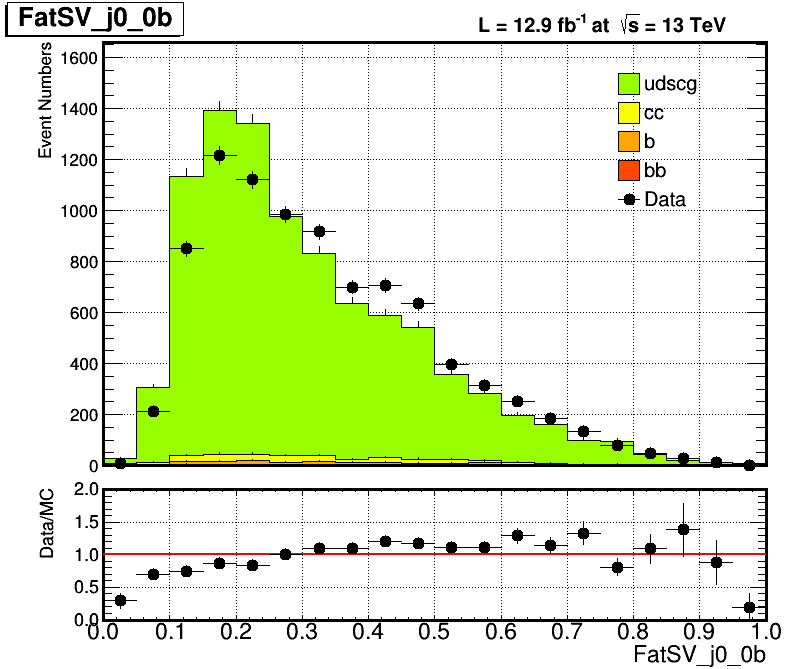 FatSV_j0_0b
L = 12.9 fb-1 at √s = 13 TeV
Event Numbers
1600
1400
1200
1000
800
600
400
200
0
udscg
cc
b
bb
Data
Data/MC
2.0
1.5
1.0
0.5
0.0
0.0 0.1 0.2 0.3 0.4 0.5 0.6 0.7 0.8 0.9 1.0
FatSV_j0_0b